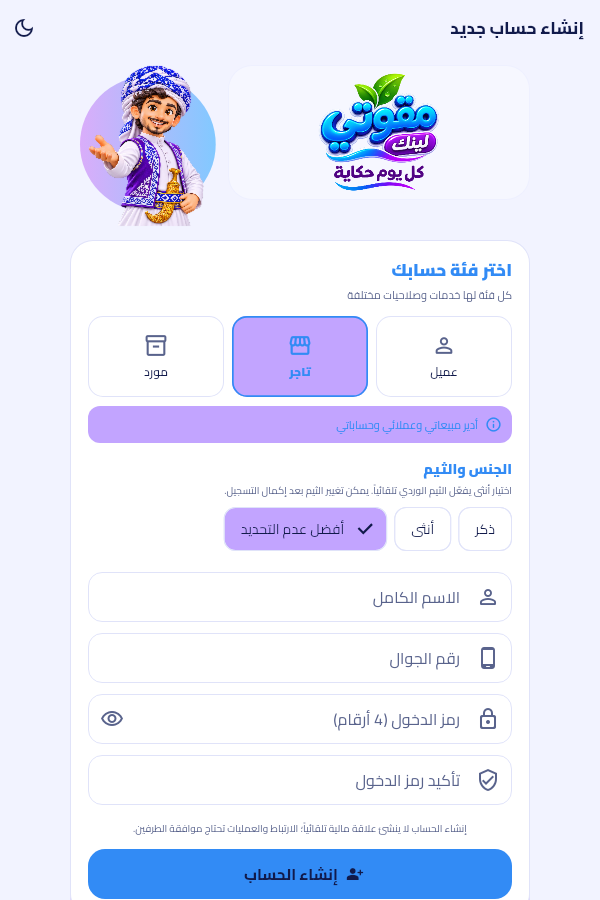 إنشاء حساب جديد
مقوتي
لينك
كل يوم حكاية
اختر فئة حسابك
كل فئة لها خدمات وصلاحيات مختلفة
عميل
تاجر
مورد
أدير مبيعاتي وعملائي وحساباتي
الجنس والثيم
اختيار أنثى يفعّل الثيم الوردي تلقائياً. يمكن تغيير الثيم بعد إكمال التسجيل.
ذكر
أنثى
أفضل عدم التحديد
الاسم الكامل
رقم الجوال
رمز الدخول (4 أرقام)
تأكيد رمز الدخول
إنشاء الحساب لا ينشئ علاقة مالية تلقائياً؛ الارتباط والعمليات تحتاج موافقة الطرفين.
إنشاء الحساب